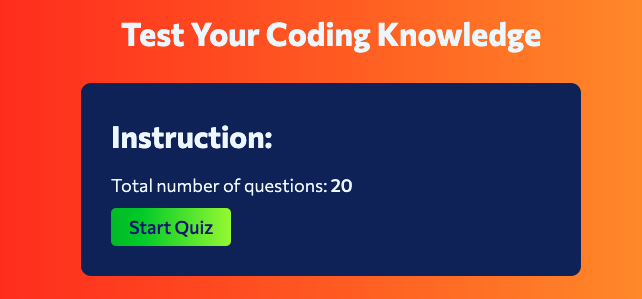 Test Your Coding Knowledge
Instruction:
Total number of questions: 20
Start Quiz